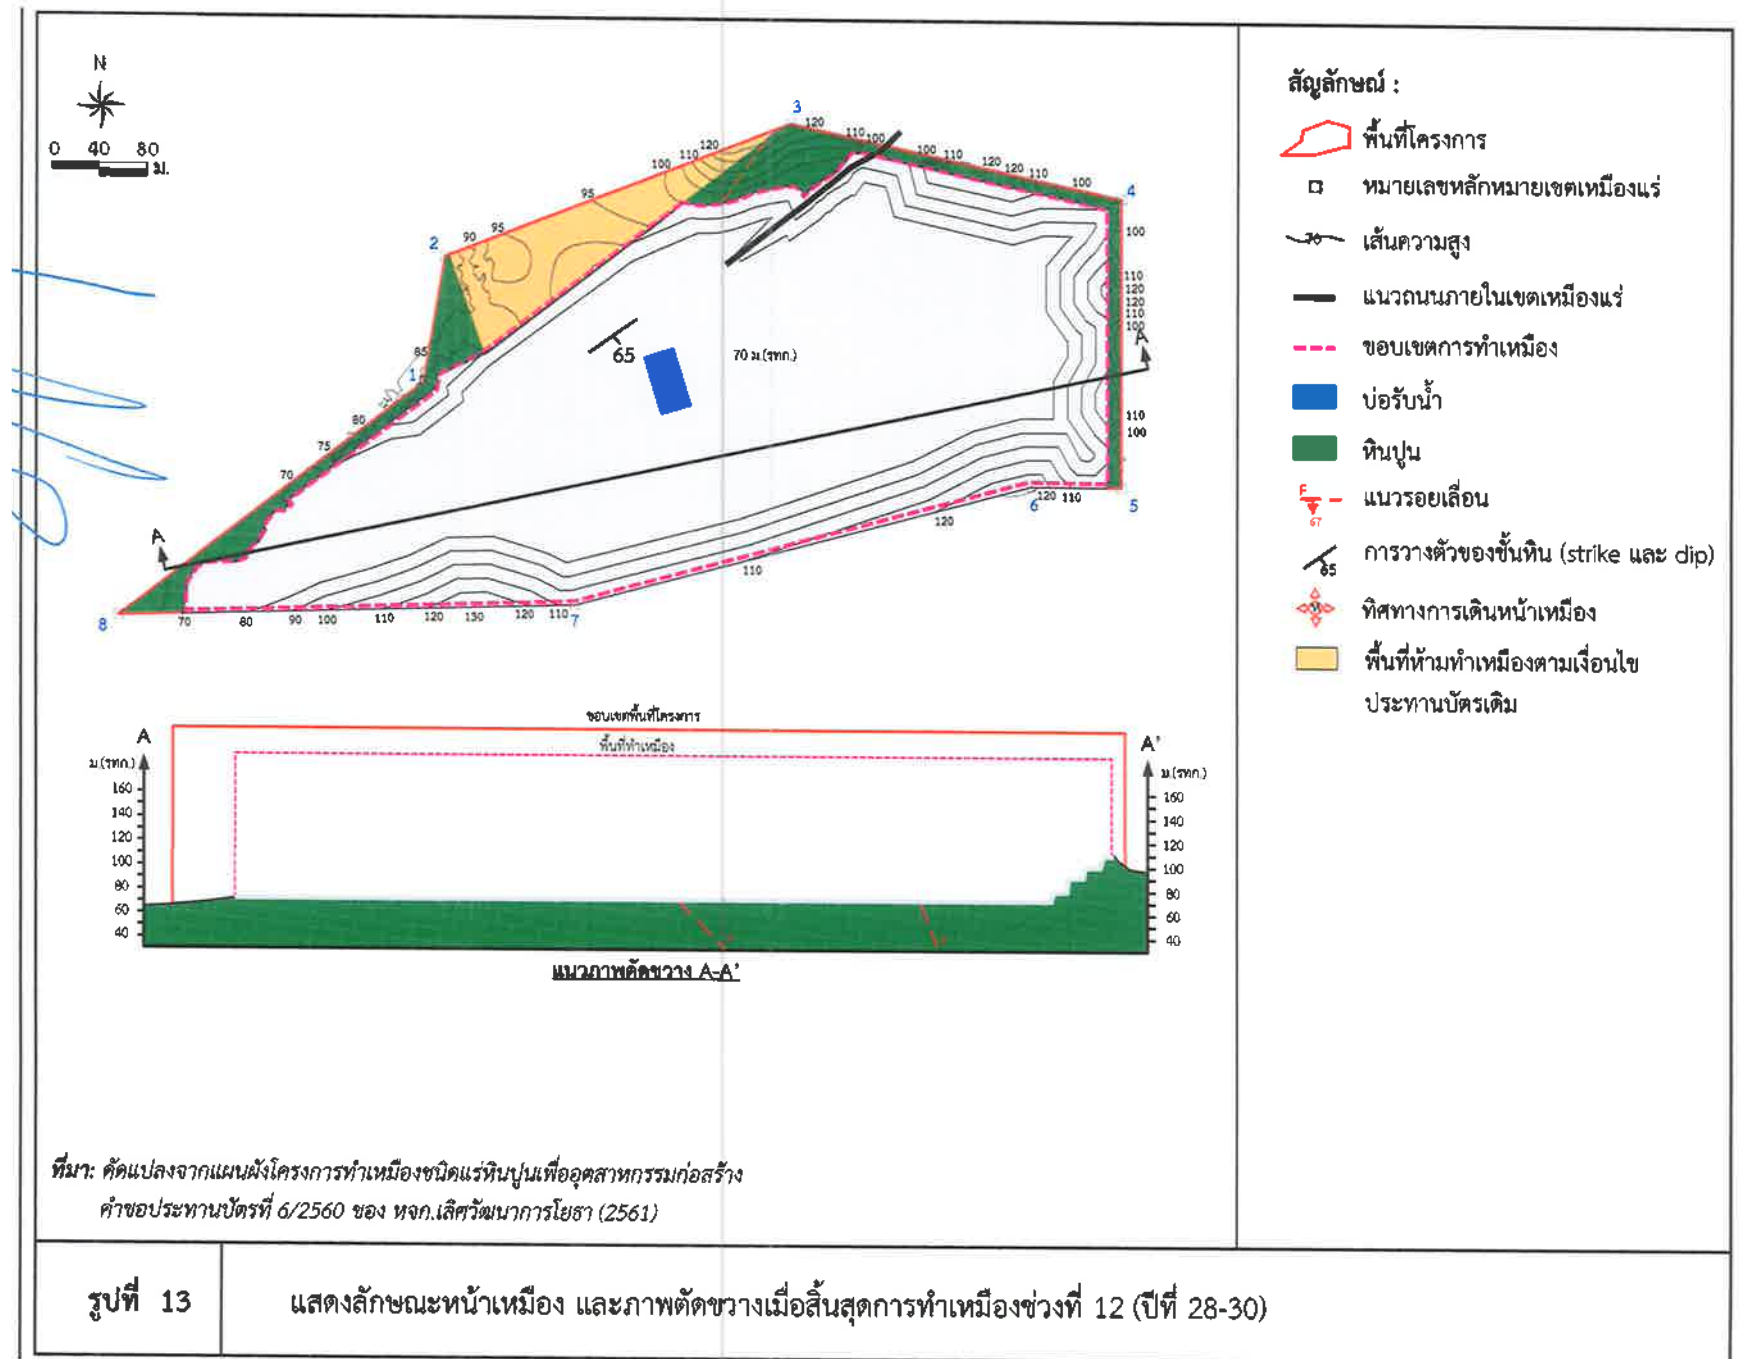 N
0 40 80
ม.
3
120
110
100
100
110
120
120
110
100
4
120
110
100
95
2
90
95
100
110
120
120
110
100
A
65
70 ม.(รทก.)
85
1
80
75
70
110
100
A
6
120
110
5
120
110
8
70
80
90
100
110
120
130
120
110
7
ขอบเขตพื้นที่โครงการ
พื้นที่ทำเหมือง
A
A'
ม.(รทก.)
ม.(รทก.)
160
140
120
100
80
60
40
160
140
120
100
80
60
40
แนวภาพตัดขวาง A-A'
สัญลักษณ์ :
พื้นที่โครงการ
หมายเลขหลักหมายเขตเหมืองแร่
70
เส้นความสูง
แนวถนนภายในเขตเหมืองแร่
ขอบเขตการทำเหมือง
บ่อรับน้ำ
หินปูน
F
67
แนวรอยเลื่อน
65
การวางตัวของชั้นหิน (strike และ dip)
ทิศทางการเดินหน้าเหมือง
พื้นที่ห้ามทำเหมืองตามเงื่อนไข
ประทานบัตรเดิม
ที่มา: ดัดแปลงจากแผนผังโครงการทำเหมืองชนิดแร่หินปูนเพื่ออุตสาหกรรมก่อสร้าง
คำขอประทานบัตรที่ 6/2560 ของ หจก.เลิศวัฒนาการโยธา (2561)
รูปที่ 13
แสดงลักษณะหน้าเหมือง และภาพตัดขวางเมื่อสิ้นสุดการทำเหมืองช่วงที่ 12 (ปีที่ 28-30)